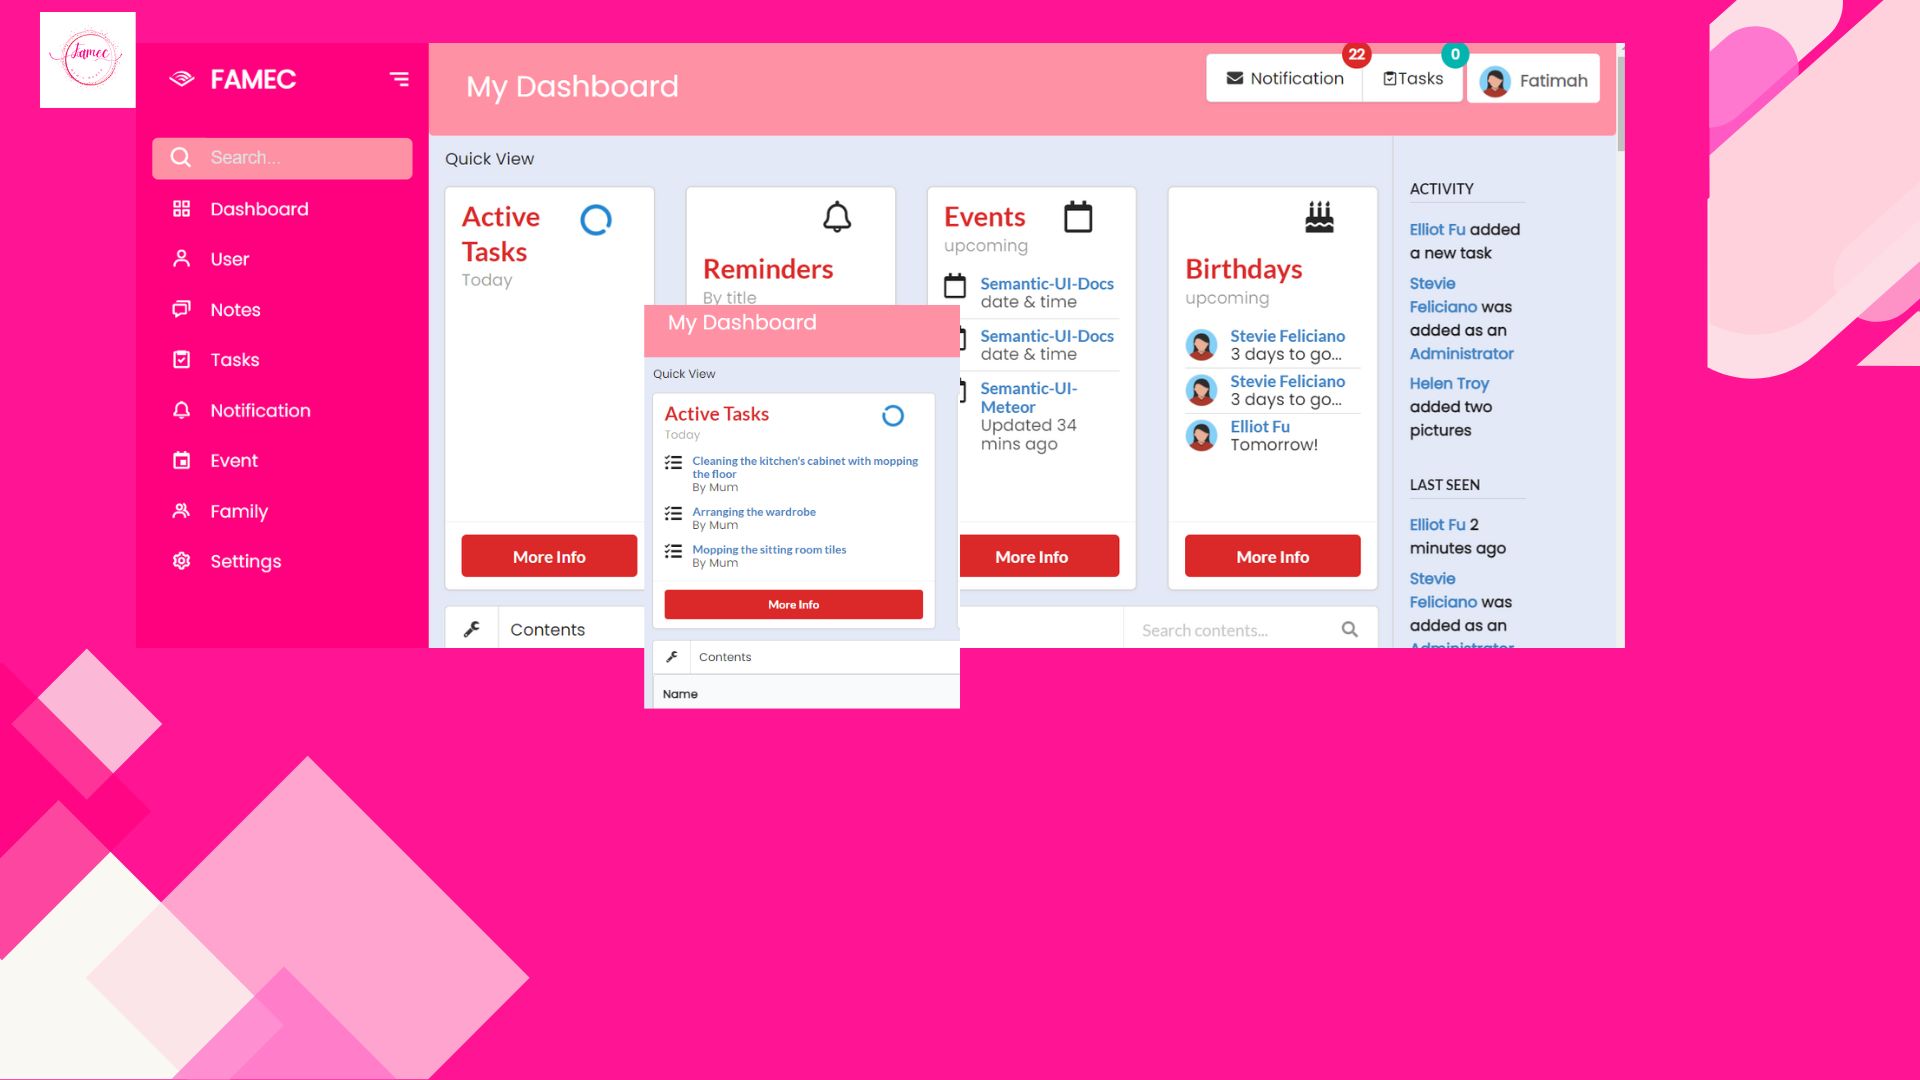 Famec
FAMEC
Search...
Dashboard
User
Notes
Tasks
Notification
Event
Family
Settings
My Dashboard
22
Notification
0
Tasks
Fatimah
Quick View
Active
Tasks
Today
More Info
Reminders
By title
Events
upcoming
Semantic-UI-Docs
date & time
Semantic-UI-Docs
date & time
Semantic-UI-
Meteor
Updated 34
mins ago
More Info
Birthdays
upcoming
Stevie Feliciano
3 days to go...
Stevie Feliciano
3 days to go...
Elliot Fu
Tomorrow!
More Info
Contents
Search contents...
ACTIVITY
Elliot Fu added
a new task
Stevie
Feliciano was
added as an
Administrator
Helen Troy
added two
pictures
LAST SEEN
Elliot Fu 2
minutes ago
Stevie
Feliciano was
added as an
Administrator
My Dashboard
Quick View
Active Tasks
Today
Cleaning the kitchen's cabinet with mopping
the floor
By Mum
Arranging the wardrobe
By Mum
Mopping the sitting room tiles
By Mum
More Info
Contents
Name